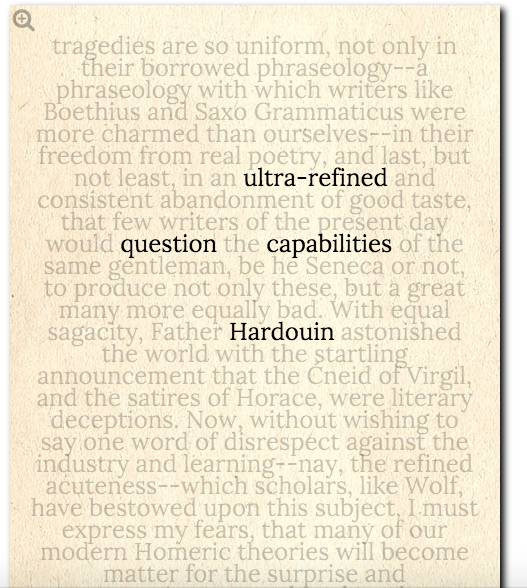 tragedies are so uniform, not only in
their borrowed phraseology--a
phraseology with which writers like
Boethius and Saxo Grammaticus were
more charmed than ourselves--in their
freedom from real poetry, and last, but
not least, in an ultra-refined and
consistent abandonment of good taste,
that few writers of the present day
would question the capabilities of the
same gentleman, be he Seneca or not,
to produce not only these, but a great
many more equally bad. With equal
sagacity, Father Hardouin astonished
the world with the startling
announcement that the Cneid of Virgil,
and the satires of Horace, were literary
deceptions. Now, without wishing to
say one word of disrespect against the
industry and learning--nay, the refined
acuteness--which scholars, like Wolf,
have bestowed upon this subject, I must
express my fears, that many of our
modern Homeric theories will become
matter for the surprise and